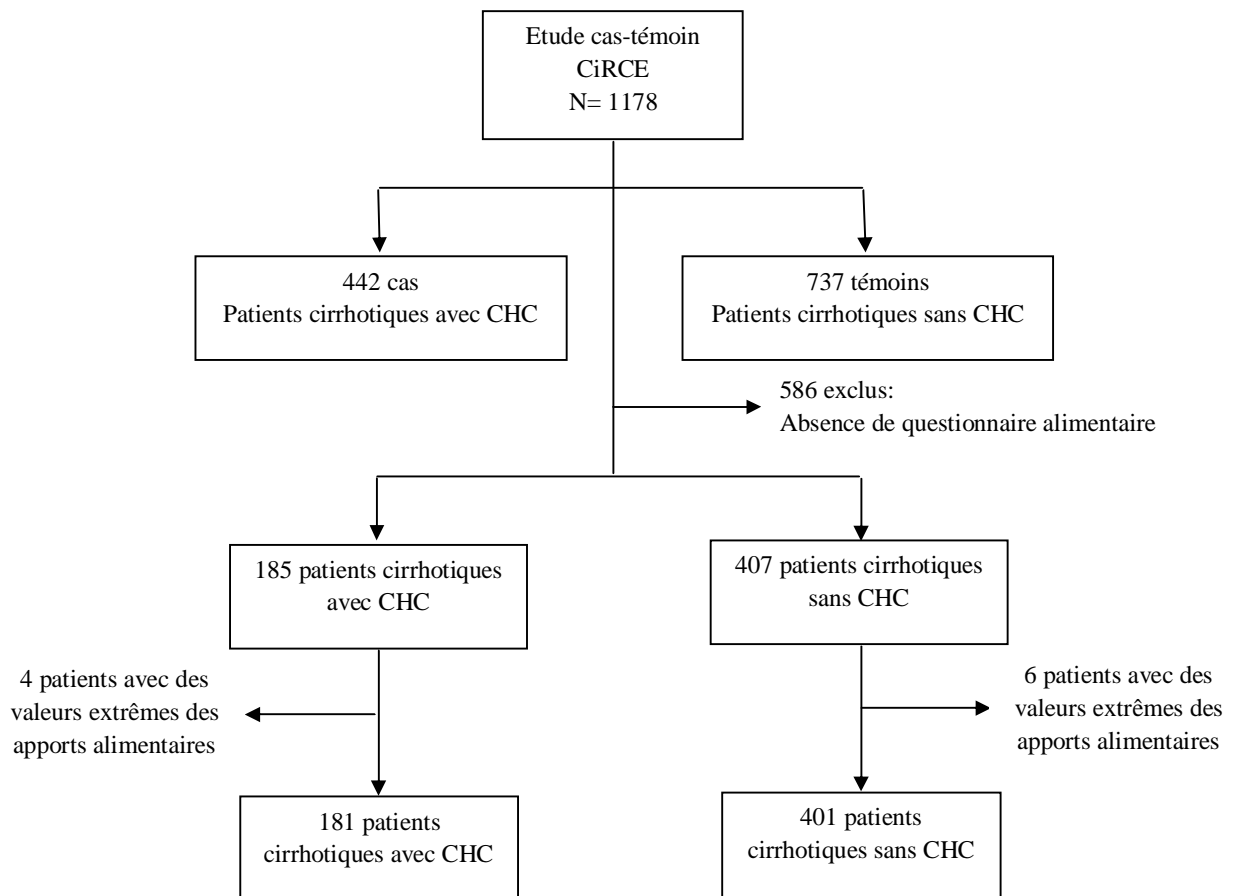 Etude cas-témoin
CiRCE
N= 1178
442 cas
Patients cirrhotiques avec CHC
737 témoins
Patients cirrhotiques sans CHC
586 exclus:
Absence de questionnaire alimentaire
185 patients cirrhotiques
avec CHC
407 patients cirrhotiques
sans CHC
4 patients avec des
valeurs extrêmes des
apports alimentaires
6 patients avec des
valeurs extrêmes des
apports alimentaires
181 patients
cirrhotiques avec CHC
401 patients
cirrhotiques sans CHC